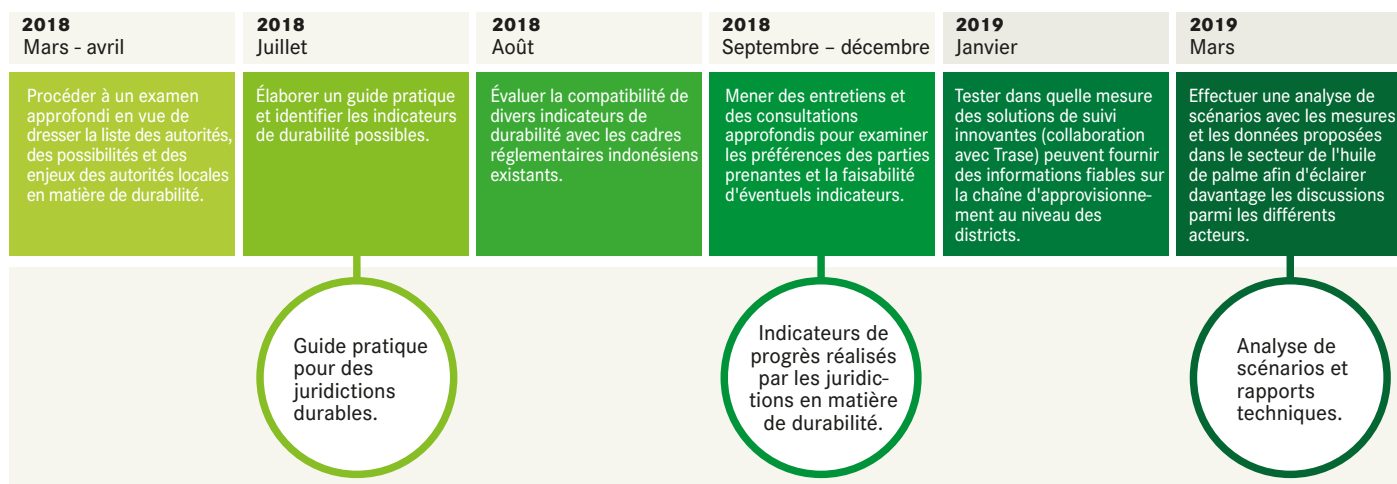 2018
Mars - avril
2018
Juillet
2018
Août
2018
Septembre – décembre
2019
Janvier
2019
Mars
Procéder à un examen
approfondi en vue de
dresser la liste des autorités,
des possibilités et des
enjeux des autorités locales
en matière de durabilité.
Élaborer un guide pratique
et identifier les indicateurs
de durabilité possibles.
Évaluer la compatibilité de
divers indicateurs de
durabilité avec les cadres
réglementaires indonésiens
existants.
Mener des entretiens et
des consultations
approfondis pour examiner
les préférences des parties
prenantes et la faisabilité
d'éventuels indicateurs.
Tester dans quelle mesure
des solutions de suivi
innovantes (collaboration
avec Trase) peuvent fournir
des informations fiables sur
la chaîne d'approvisionne-
ment au niveau des
districts.
Effectuer une analyse de
scénarios avec les mesures
et les données proposées
dans le secteur de l'huile
de palme afin d'éclairer
davantage les discussions
parmi les différents
acteurs.
Guide pratique
pour des
juridictions
durables.
Indicateurs de
progrès réalisés
par les juridic-
tions en matière
de durabilité.
Analyse de
scénarios et
rapports
techniques.